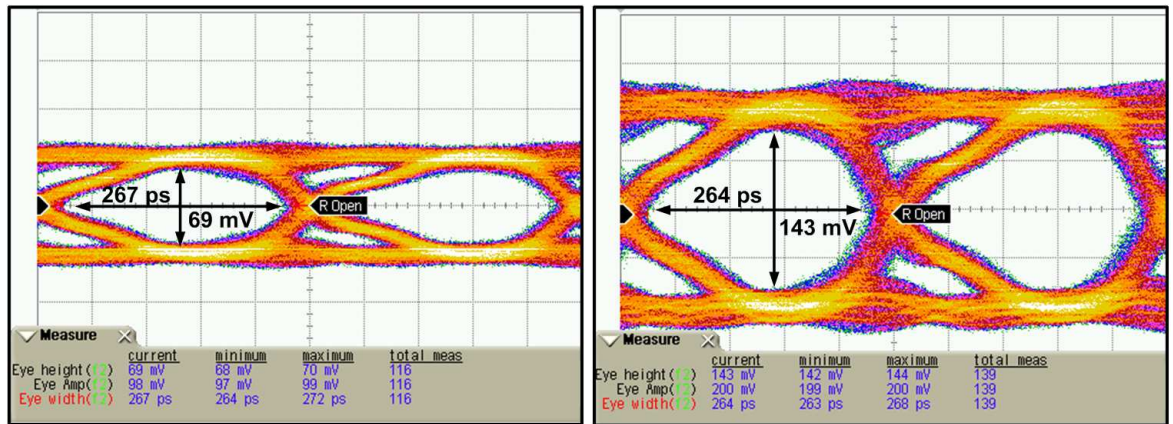 267 ps
69 mV
R Open
Measure
current minimum maximum total meas
Eye height(f2) 69 mV 68 mV 70 mV 116
Eye Amp(f2) 98 mV 97 mV 99 mV 116
Eye width(f2) 267 ps 264 ps 272 ps 116
264 ps
143 mV
R Open
Measure
current minimum maximum total meas
Eye height(f2) 143 mV 142 mV 144 mV 139
Eye Amp(f2) 200 mV 199 mV 200 mV 139
Eye width(f2) 264 ps 263 ps 268 ps 139